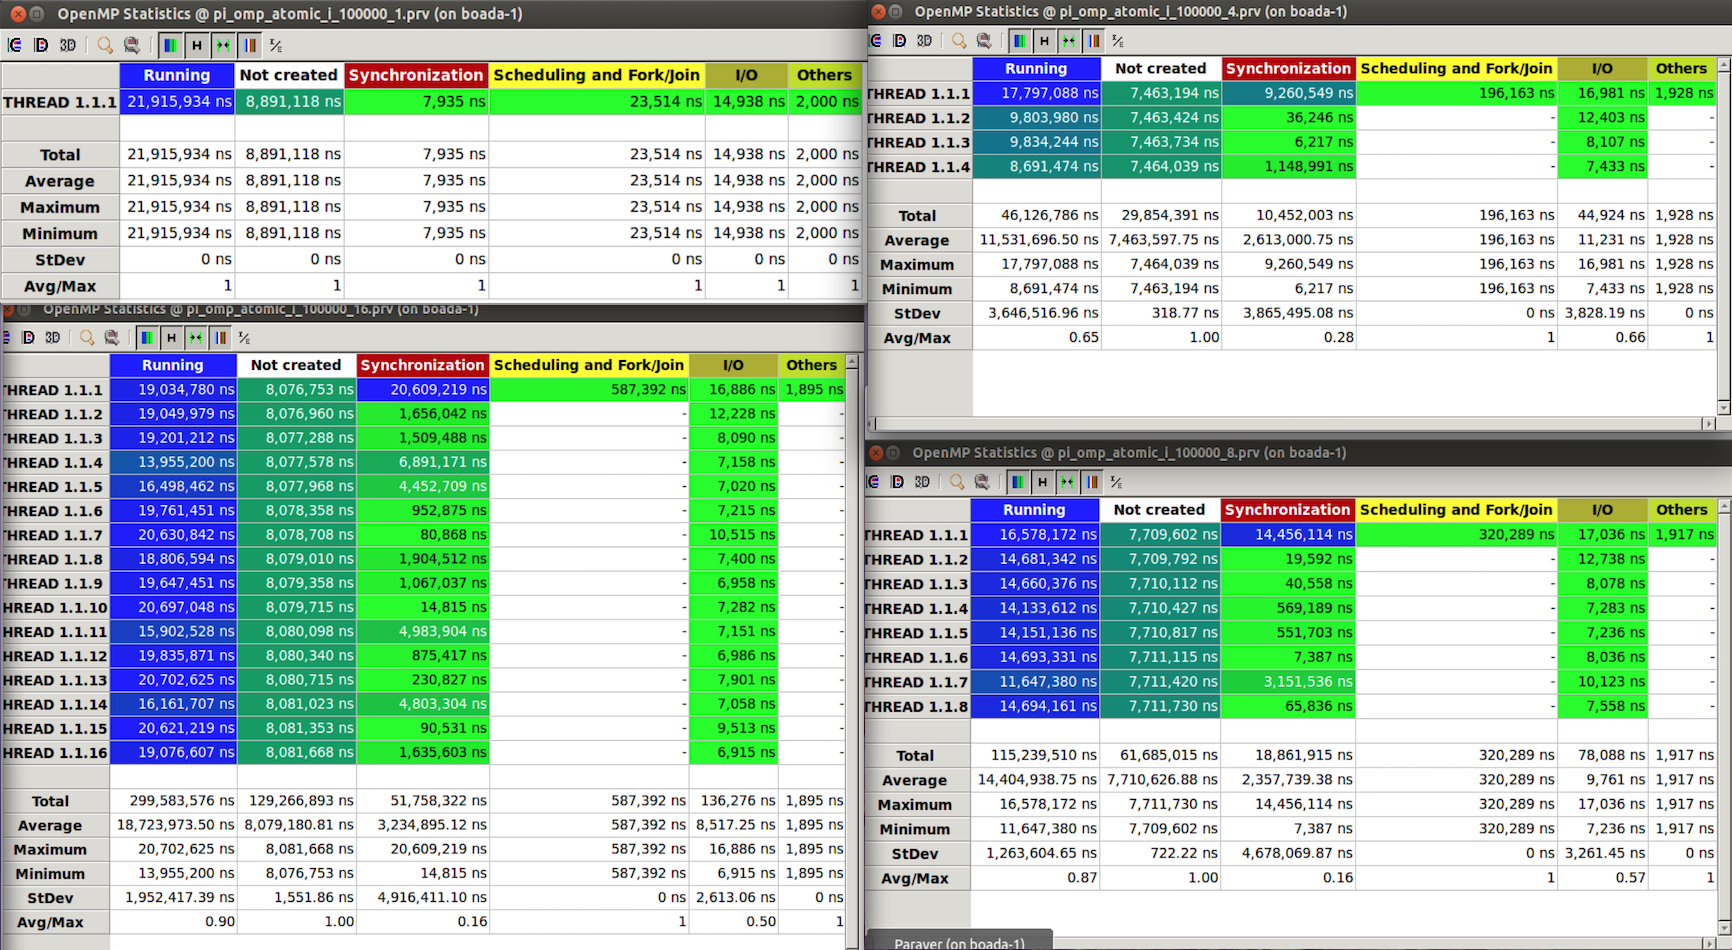 OpenMP Statistics @ pi_omp_atomic_i_100000_1.prv (on boada-1)
3D
Running Not created Synchronization Scheduling and Fork/Join I/O Others
THREAD 1.1.1 21,915,934 ns 8,891,118 ns 7,935 ns 23,514 ns 14,938 ns 2,000 ns
Total 21,915,934 ns 8,891,118 ns 7,935 ns 23,514 ns 14,938 ns 2,000 ns
Average 21,915,934 ns 8,891,118 ns 7,935 ns 23,514 ns 14,938 ns 2,000 ns
Maximum 21,915,934 ns 8,891,118 ns 7,935 ns 23,514 ns 14,938 ns 2,000 ns
Minimum 21,915,934 ns 8,891,118 ns 7,935 ns 23,514 ns 14,938 ns 2,000 ns
StDev 0 ns 0 ns 0 ns 0 ns 0 ns 0 ns
Avg/Max 1 1 1 1 1 1
OpenMP Statistics @ pi_omp_atomic_i_100000_4.prv (on boada-1)
3D
Running Not created Synchronization Scheduling and Fork/Join I/O Others
THREAD 1.1.1 17,797,088 ns 7,463,194 ns 9,260,549 ns 196,163 ns 16,981 ns 1,928 ns
THREAD 1.1.2 9,803,980 ns 7,463,424 ns 36,246 ns - 12,403 ns -
THREAD 1.1.3 9,834,244 ns 7,463,734 ns 6,217 ns - 8,107 ns -
THREAD 1.1.4 8,691,474 ns 7,464,039 ns 1,148,991 ns - 7,433 ns -
Total 46,126,786 ns 29,854,391 ns 10,452,003 ns 196,163 ns 44,924 ns 1,928 ns
Average 11,531,696.50 ns 7,463,597.75 ns 2,613,000.75 ns 196,163 ns 11,231 ns 1,928 ns
Maximum 17,797,088 ns 7,464,039 ns 9,260,549 ns 196,163 ns 16,981 ns 1,928 ns
Minimum 8,691,474 ns 7,463,194 ns 6,217 ns 196,163 ns 7,433 ns 1,928 ns
StDev 3,646,516.96 ns 318.77 ns 3,865,495.08 ns 0 ns 3,828.19 ns 0 ns
Avg/Max 0.65 1.00 0.28 1 0.66 1
OpenMP Statistics @ pi_omp_atomic_i_100000_16.prv (on boada-1)
3D
Running Not created Synchronization Scheduling and Fork/Join I/O Others
THREAD 1.1.1 19,034,780 ns 8,076,753 ns 20,609,219 ns 587,392 ns 16,886 ns 1,895 ns
THREAD 1.1.2 19,049,979 ns 8,076,960 ns 1,656,042 ns - 12,228 ns -
THREAD 1.1.3 19,201,212 ns 8,077,288 ns 1,509,488 ns - 8,090 ns -
THREAD 1.1.4 13,955,200 ns 8,077,578 ns 6,891,171 ns - 7,158 ns -
THREAD 1.1.5 16,498,462 ns 8,077,968 ns 4,452,709 ns - 7,020 ns -
THREAD 1.1.6 19,761,451 ns 8,078,358 ns 952,875 ns - 7,215 ns -
THREAD 1.1.7 20,630,842 ns 8,078,708 ns 80,868 ns - 10,515 ns -
THREAD 1.1.8 18,806,594 ns 8,079,010 ns 1,904,512 ns - 7,400 ns -
THREAD 1.1.9 19,647,451 ns 8,079,358 ns 1,067,037 ns - 6,958 ns -
HREAD 1.1.10 20,697,048 ns 8,079,715 ns 14,815 ns - 7,282 ns -
HREAD 1.1.11 15,902,528 ns 8,080,098 ns 4,983,904 ns - 7,151 ns -
HREAD 1.1.12 19,835,871 ns 8,080,340 ns 875,417 ns - 6,986 ns -
HREAD 1.1.13 20,702,625 ns 8,080,715 ns 230,827 ns - 7,901 ns -
HREAD 1.1.14 16,161,707 ns 8,081,023 ns 4,803,304 ns - 7,058 ns -
HREAD 1.1.15 20,621,219 ns 8,081,353 ns 90,531 ns - 9,513 ns -
HREAD 1.1.16 19,076,607 ns 8,081,668 ns 1,635,603 ns - 6,915 ns -
Total 299,583,576 ns 129,266,893 ns 51,758,322 ns 587,392 ns 136,276 ns 1,895 ns
Average 18,723,973.50 ns 8,079,180.81 ns 3,234,895.12 ns 587,392 ns 8,517.25 ns 1,895 ns
Maximum 20,702,625 ns 8,081,668 ns 20,609,219 ns 587,392 ns 16,886 ns 1,895 ns
Minimum 13,955,200 ns 8,076,753 ns 14,815 ns 587,392 ns 6,915 ns 1,895 ns
StDev 1,952,417.39 ns 1,551.86 ns 4,916,411.10 ns 0 ns 2,613.06 ns 0 ns
Avg/Max 0.90 1.00 0.16 1 0.50 1
OpenMP Statistics @ pi_omp_atomic_i_100000_8.prv (on boada-1)
3D
Running Not created Synchronization Scheduling and Fork/Join I/O Others
THREAD 1.1.1 16,578,172 ns 7,709,602 ns 14,456,114 ns 320,289 ns 17,036 ns 1,917 ns
THREAD 1.1.2 14,681,342 ns 7,709,792 ns 19,592 ns - 12,738 ns -
THREAD 1.1.3 14,660,376 ns 7,710,112 ns 40,558 ns - 8,078 ns -
THREAD 1.1.4 14,133,612 ns 7,710,427 ns 569,189 ns - 7,283 ns -
THREAD 1.1.5 14,151,136 ns 7,710,817 ns 551,703 ns - 7,236 ns -
THREAD 1.1.6 14,693,331 ns 7,711,115 ns 7,387 ns - 8,036 ns -
THREAD 1.1.7 11,647,380 ns 7,711,420 ns 3,151,536 ns - 10,123 ns -
THREAD 1.1.8 14,694,161 ns 7,711,730 ns 65,836 ns - 7,558 ns -
Total 115,239,510 ns 61,685,015 ns 18,861,915 ns 320,289 ns 78,088 ns 1,917 ns
Average 14,404,938.75 ns 7,710,626.88 ns 2,357,739.38 ns 320,289 ns 9,761 ns 1,917 ns
Maximum 16,578,172 ns 7,711,730 ns 14,456,114 ns 320,289 ns 17,036 ns 1,917 ns
Minimum 11,647,380 ns 7,709,602 ns 7,387 ns 320,289 ns 7,236 ns 1,917 ns
StDev 1,263,604.65 ns 722.22 ns 4,678,069.87 ns 0 ns 3,261.45 ns 0 ns
Avg/Max 0.87 1.00 0.16 1 0.57 1
Paraver (on boada-1)